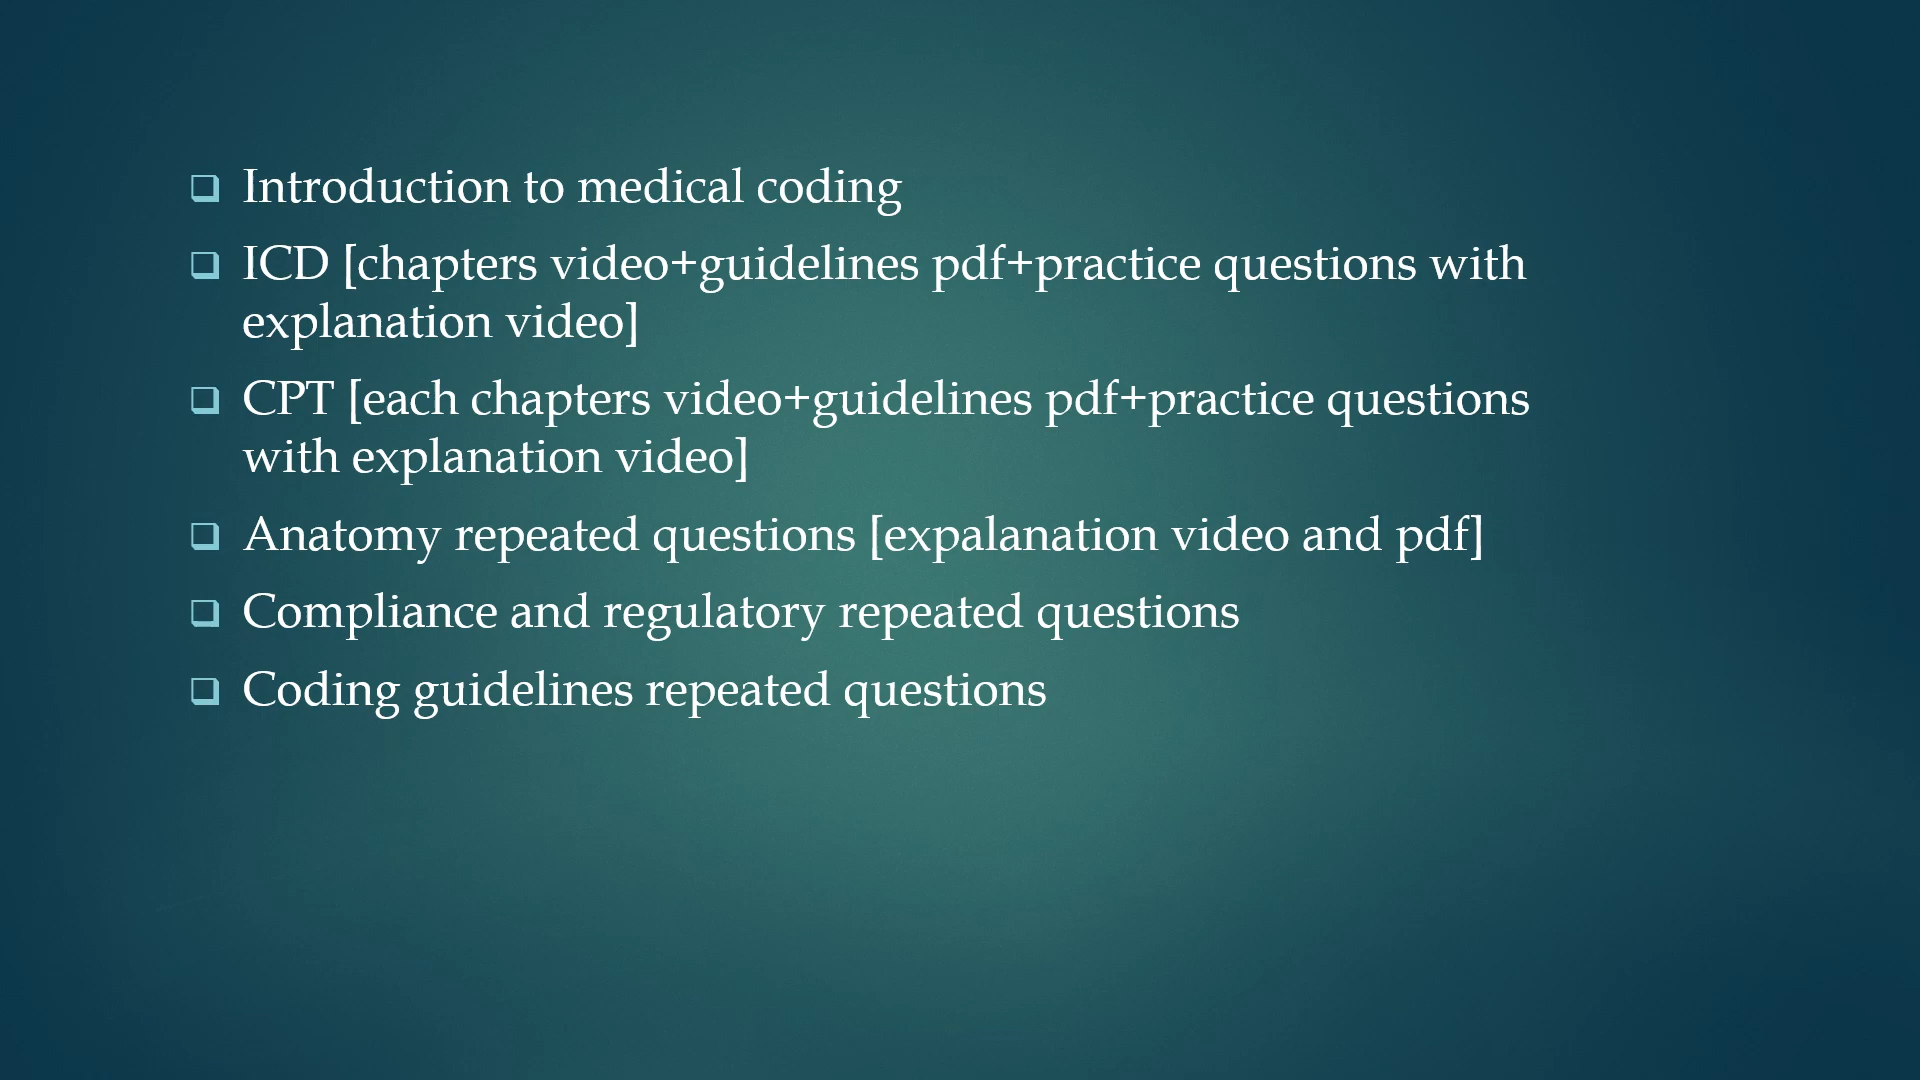 Introduction to medical coding
ICD [chapters video+guidelines pdf+practice questions with
explanation video]
CPT [each chapters video+guidelines pdf+practice questions
with explanation video]
Anatomy repeated questions [expalanation video and pdf]
Compliance and regulatory repeated questions
Coding guidelines repeated questions